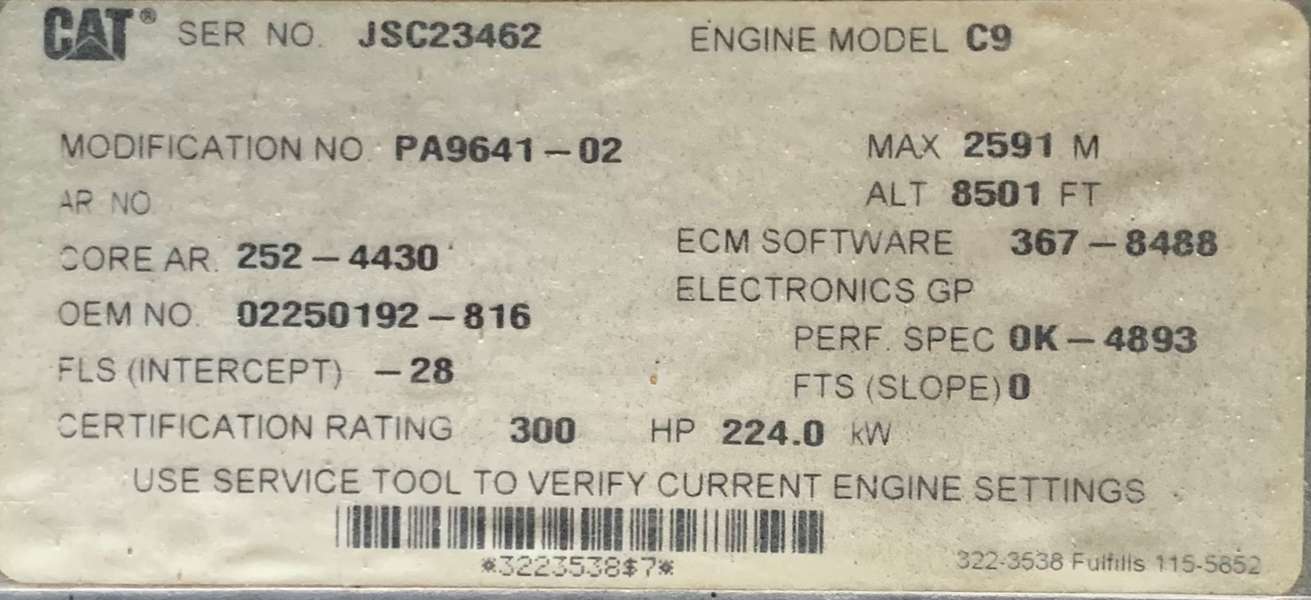 CAT® SER NO. JSC23462 ENGINE MODEL C9
MODIFICATION NO PA9641-02 MAX 2591 M
AR NO ALT 8501 FT
CORE AR. 252-4430 ECM SOFTWARE 367-8488
ELECTRONICS GP
OEM NO. 02250192-816 PERF. SPEC 0K-4893
FLS (INTERCEPT) -28 FTS (SLOPE) 0
CERTIFICATION RATING 300 HP 224.0 kW
USE SERVICE TOOL TO VERIFY CURRENT ENGINE SETTINGS
*3223538$7* 322-3538 Fulfills 115-5852